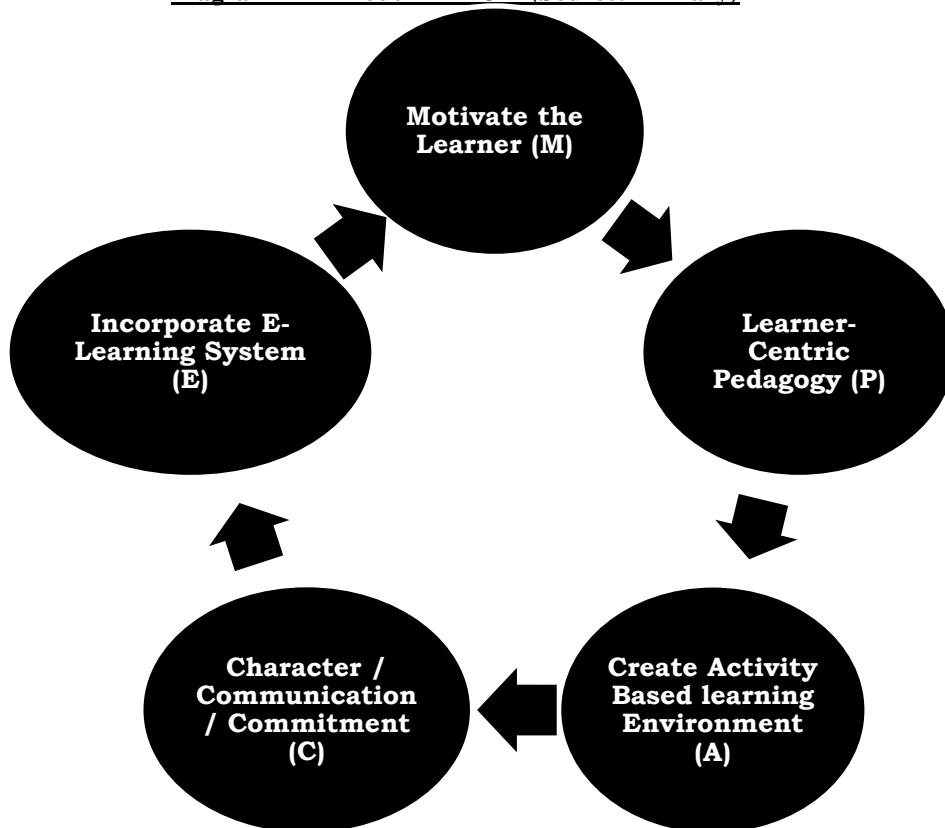 Motivate the
Learner (M)
Learner-
Centric
Pedagogy (P)
Create Activity
Based learning
Environment
(A)
Character /
Communication
/ Commitment
(C)
Incorporate E-
Learning System
(E)